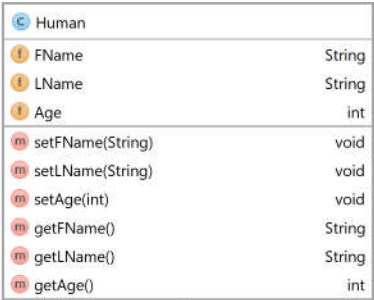 C Human
f FName String
f LName String
f Age int
m setFName(String) void
m setLName(String) void
m setAge(int) void
m getFName() String
m getLName() String
m getAge() int